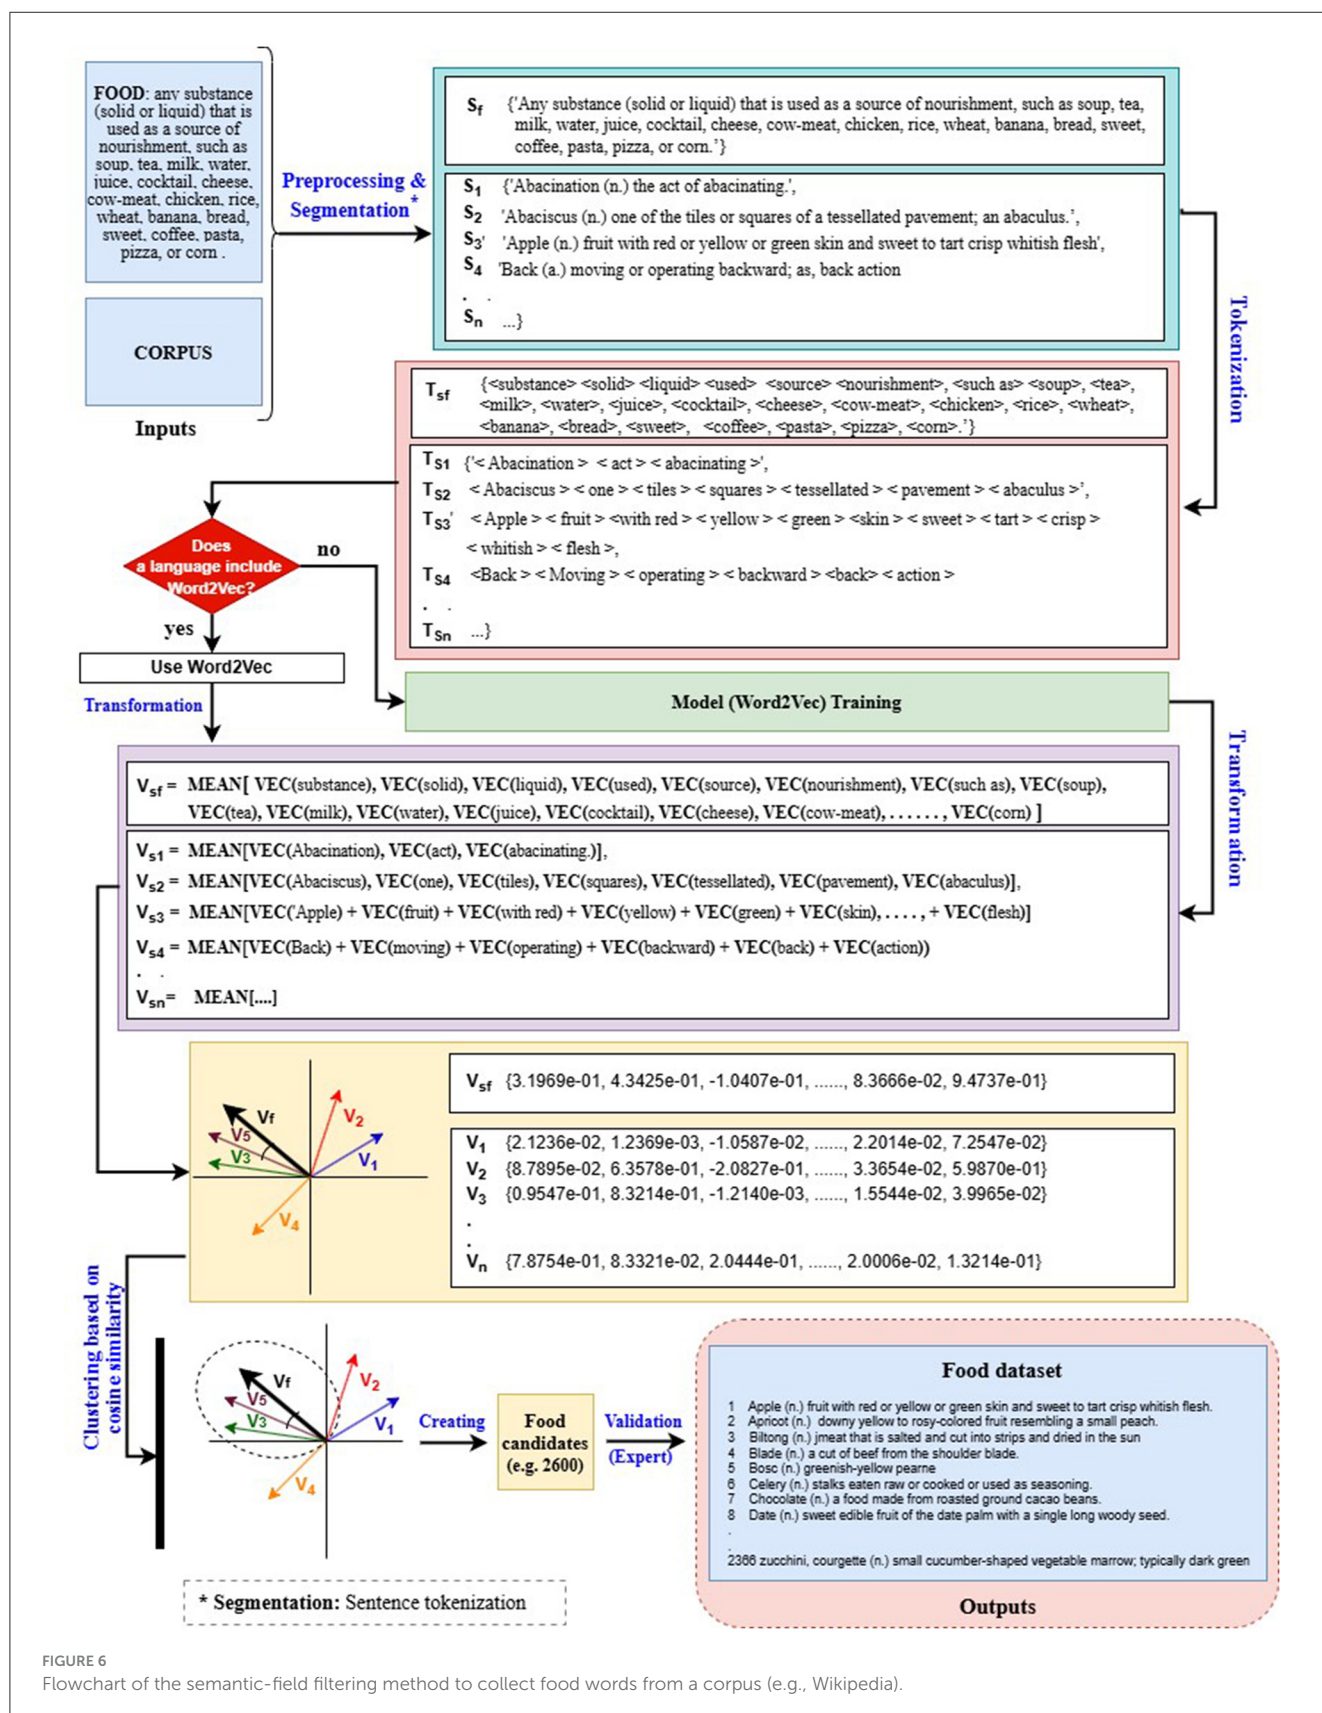 FOOD: any substance
(solid or liquid) that is
used as a source of
nourishment, such as
soup, tea, milk, water,
juice, cocktail, cheese,
cow-meat, chicken, rice,
wheat, banana, bread,
sweet, coffee, pasta,
pizza, or corn .
CORPUS
Inputs
Preprocessing &
Segmentation*
Sf {'Any substance (solid or liquid) that is used as a source of nourishment, such as soup, tea,
milk, water, juice, cocktail, cheese, cow-meat, chicken, rice, wheat, banana, bread, sweet,
coffee, pasta, pizza, or corn.'}
S1 {'Abacination (n.) the act of abacinating.',
S2 'Abaciscus (n.) one of the tiles or squares of a tessellated pavement; an abaculus.',
S3' 'Apple (n.) fruit with red or yellow or green skin and sweet to tart crisp whitish flesh',
S4 'Back (a.) moving or operating backward; as, back action
. .
Sn ...}
Tokenization
Tsf {<substance> <solid> <liquid> <used> <source> <nourishment>, <such as> <soup>, <tea>,
<milk>, <water>, <juice>, <cocktail>, <cheese>, <cow-meat>, <chicken>, <rice>, <wheat>,
<banana>, <bread>, <sweet>, <coffee>, <pasta>, <pizza>, <corn>.'}
TS1 {'< Abacination > < act > < abacinating >',
TS2 < Abaciscus > < one > < tiles > < squares > < tessellated > < pavement > < abaculus >',
TS3' < Apple > < fruit > <with red > < yellow > < green > <skin > < sweet > < tart > < crisp >
< whitish > < flesh >,
TS4 <Back > < Moving > < operating > < backward > <back> < action >
. .
TSn ...}
Does
a language include
Word2Vec?
no
yes
Use Word2Vec
Transformation
Model (Word2Vec) Training
Transformation
Vsf = MEAN[ VEC(substance), VEC(solid), VEC(liquid), VEC(used), VEC(source), VEC(nourishment), VEC(such as), VEC(soup),
VEC(tea), VEC(milk), VEC(water), VEC(juice), VEC(cocktail), VEC(cheese), VEC(cow-meat), . . . . . . , VEC(corn) ]
Vs1 = MEAN[VEC(Abacination), VEC(act), VEC(abacinating.)],
Vs2 = MEAN[VEC(Abaciscus), VEC(one), VEC(tiles), VEC(squares), VEC(tessellated), VEC(pavement), VEC(abaculus)],
Vs3 = MEAN[VEC('Apple) + VEC(fruit) + VEC(with red) + VEC(yellow) + VEC(green) + VEC(skin), . . . . , + VEC(flesh)]
Vs4 = MEAN[VEC(Back) + VEC(moving) + VEC(operating) + VEC(backward) + VEC(back) + VEC(action))
. .
Vsn= MEAN[....]
Vf
V5
V3
V2
V1
V4
Vsf {3.1969e-01, 4.3425e-01, -1.0407e-01, ......, 8.3666e-02, 9.4737e-01}
V1 {2.1236e-02, 1.2369e-03, -1.0587e-02, ......, 2.2014e-02, 7.2547e-02}
V2 {8.7895e-02, 6.3578e-01, -2.0827e-01, ......, 3.3654e-02, 5.9870e-01}
V3 {0.9547e-01, 8.3214e-01, -1.2140e-03, ......, 1.5544e-02, 3.9965e-02}
.
.
Vn {7.8754e-01, 8.3321e-02, 2.0444e-01, ......, 2.0006e-02, 1.3214e-01}
Clustering based on
cosine similarity
Vf
V5
V3
V2
V1
V4
Creating
Food
candidates
(e.g. 2600)
Validation
(Expert)
Food dataset
1 Apple (n.) fruit with red or yellow or green skin and sweet to tart crisp whitish flesh.
2 Apricot (n.) downy yellow to rosy-colored fruit resembling a small peach.
3 Biltong (n.) jmeat that is salted and cut into strips and dried in the sun
4 Blade (n.) a cut of beef from the shoulder blade.
5 Bosc (n.) greenish-yellow pearne
6 Celery (n.) stalks eaten raw or cooked or used as seasoning.
7 Chocolate (n.) a food made from roasted ground cacao beans.
8 Date (n.) sweet edible fruit of the date palm with a single long woody seed.
.
.
2366 zucchini, courgette (n.) small cucumber-shaped vegetable marrow; typically dark green
Outputs
* Segmentation: Sentence tokenization
FIGURE 6
Flowchart of the semantic-field filtering method to collect food words from a corpus (e.g., Wikipedia).